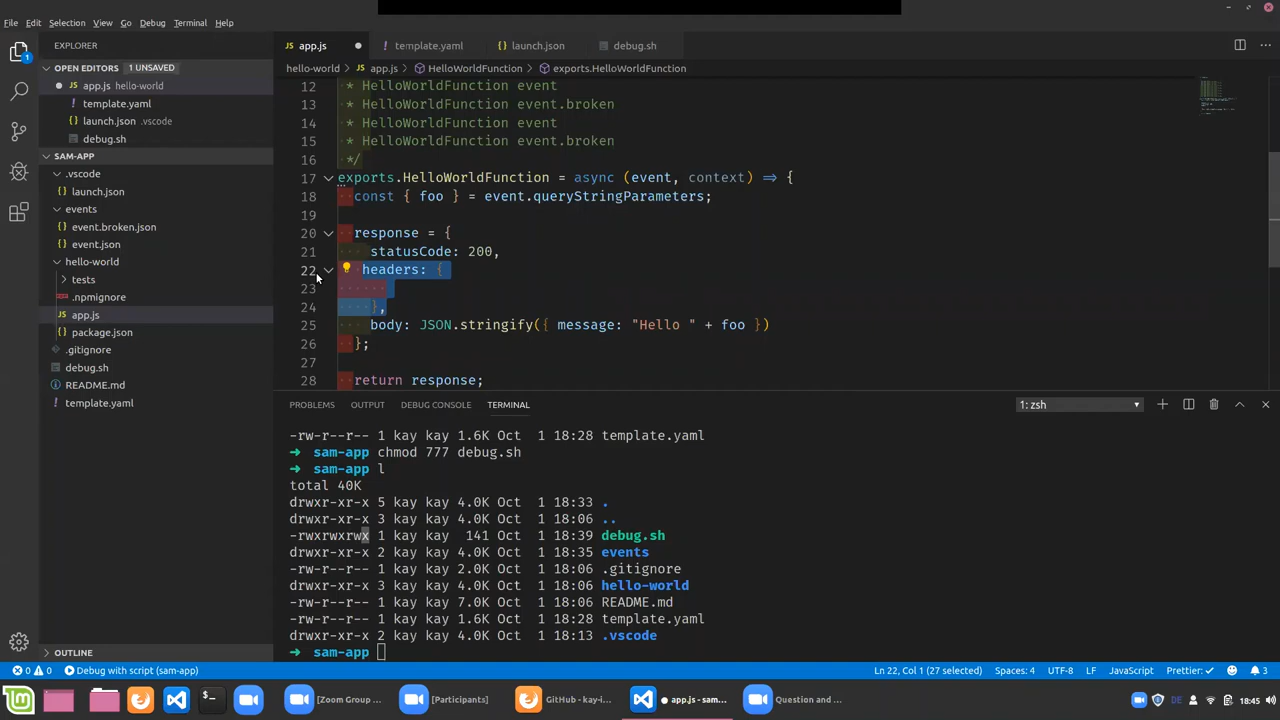 File Edit Selection View Go Debug Terminal Help
EXPLORER
OPEN EDITORS 1 UNSAVED
app.js hello-world
template.yaml
launch.json .vscode
debug.sh
SAM-APP
.vscode
launch.json
events
event.broken.json
event.json
hello-world
tests
.npmignore
app.js
package.json
.gitignore
debug.sh
README.md
template.yaml
OUTLINE
app.js template.yaml launch.json debug.sh
hello-world > app.js > HelloWorldFunction > exports.HelloWorldFunction
12 * HelloWorldFunction event
13 * HelloWorldFunction event.broken
14 * HelloWorldFunction event
15 * HelloWorldFunction event.broken
16 */
17 exports.HelloWorldFunction = async (event, context) => {
18 const { foo } = event.queryStringParameters;
19
20 response = {
21 statusCode: 200,
22 headers: {
23
24 },
25 body: JSON.stringify({ message: "Hello " + foo })
26 };
27
28 return response;
PROBLEMS OUTPUT DEBUG CONSOLE TERMINAL 1: zsh
-rw-r--r-- 1 kay kay 1.6K Oct 1 18:28 template.yaml
→ sam-app chmod 777 debug.sh
→ sam-app l
total 40K
drwxr-xr-x 5 kay kay 4.0K Oct 1 18:33 .
drwxr-xr-x 3 kay kay 4.0K Oct 1 18:06 ..
-rwxrwxrwx 1 kay kay 141 Oct 1 18:39 debug.sh
drwxr-xr-x 2 kay kay 4.0K Oct 1 18:35 events
-rw-r--r-- 1 kay kay 2.0K Oct 1 18:06 .gitignore
drwxr-xr-x 3 kay kay 4.0K Oct 1 18:06 hello-world
-rw-r--r-- 1 kay kay 7.0K Oct 1 18:06 README.md
-rw-r--r-- 1 kay kay 1.6K Oct 1 18:28 template.yaml
drwxr-xr-x 2 kay kay 4.0K Oct 1 18:13 .vscode
→ sam-app
0 0 Debug with script (sam-app) Ln 22, Col 1 (27 selected) Spaces: 4 UTF-8 LF JavaScript Prettier: ✓ 3
[Zoom Group ... [Participants] GitHub - kay-i... ● app.js - sam... Question and ... DE 18:45